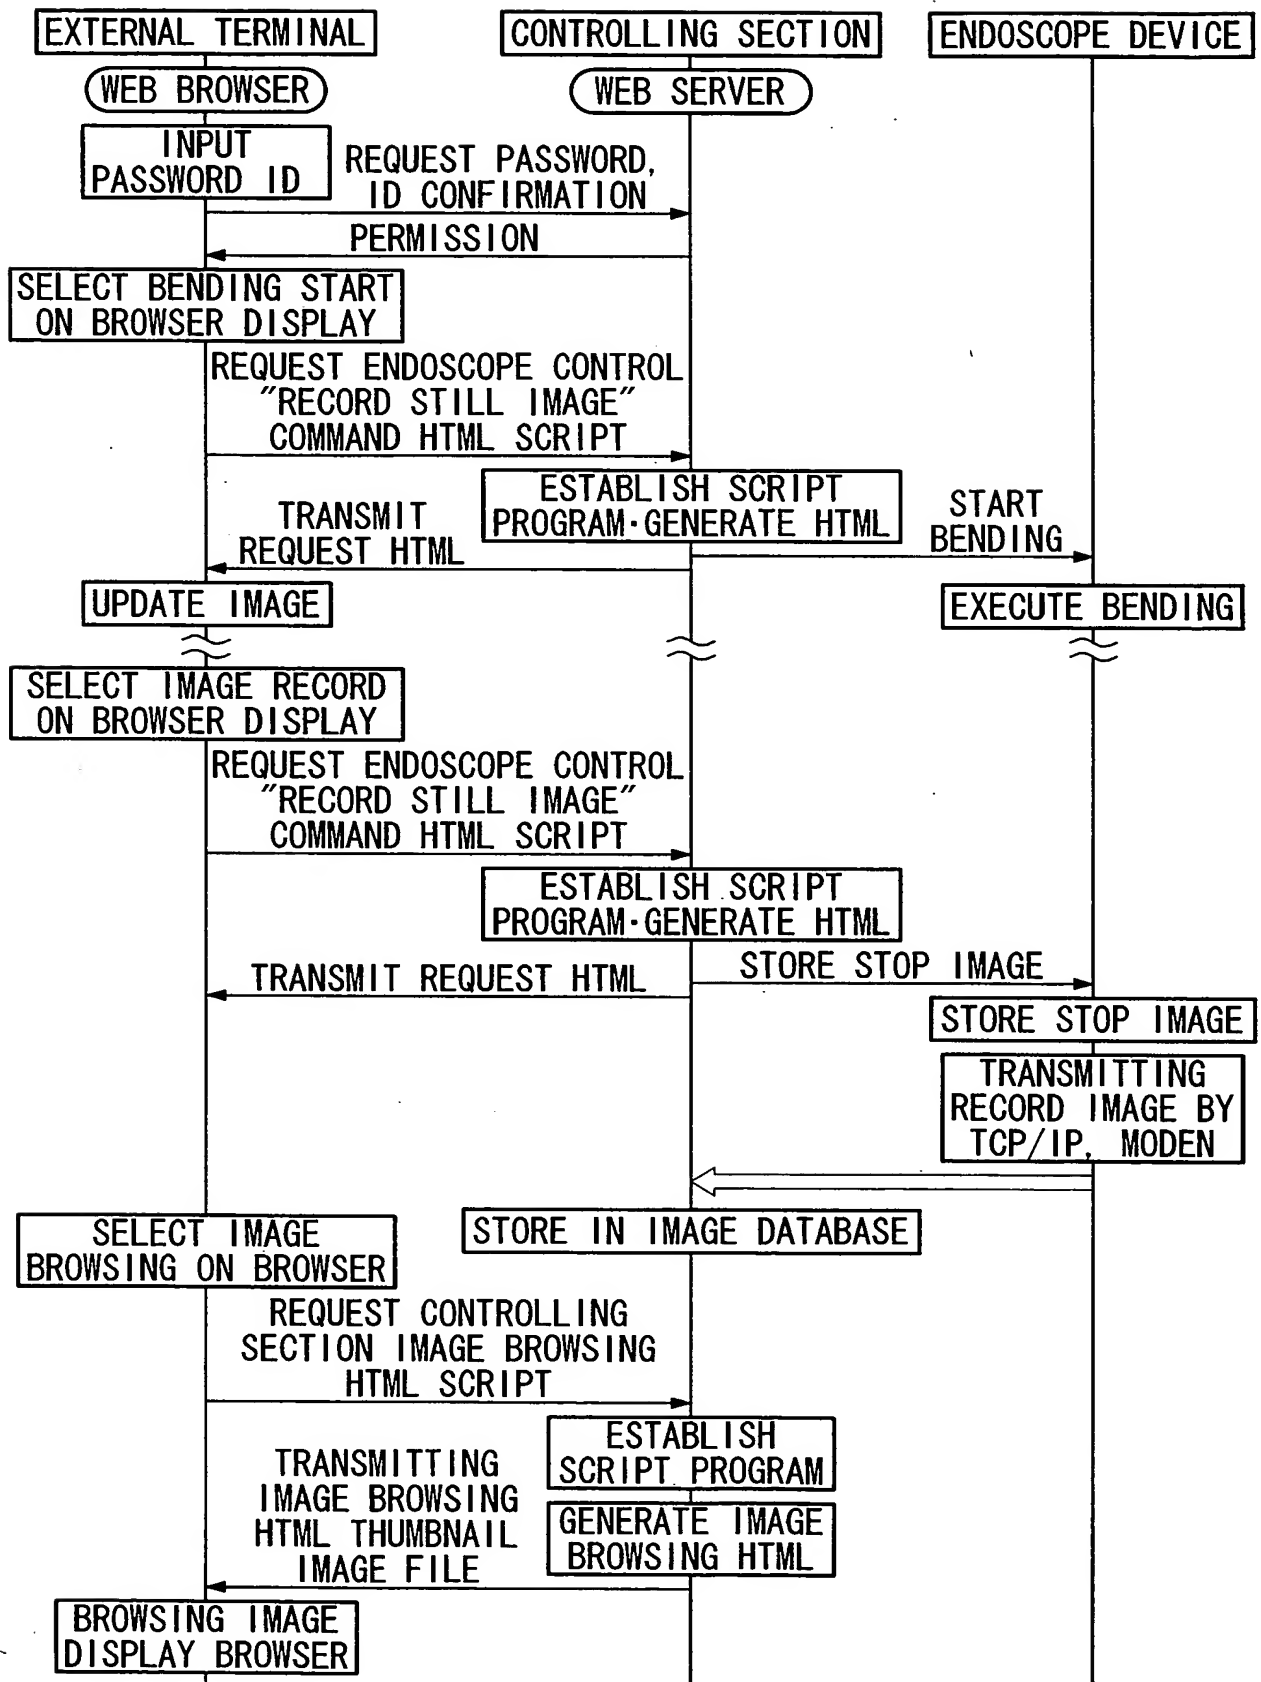 EXTERNAL TERMINAL
CONTROLLING SECTION
ENDOSCOPE DEVICE
WEB BROWSER
WEB SERVER
INPUT
PASSWORD ID
REQUEST PASSWORD,
ID CONFIRMATION
PERMISSION
SELECT BENDING START
ON BROWSER DISPLAY
REQUEST ENDOSCOPE CONTROL
"RECORD STILL IMAGE"
COMMAND HTML SCRIPT
ESTABLISH SCRIPT
PROGRAM·GENERATE HTML
TRANSMIT
REQUEST HTML
START
BENDING
UPDATE IMAGE
EXECUTE BENDING
SELECT IMAGE RECORD
ON BROWSER DISPLAY
REQUEST ENDOSCOPE CONTROL
"RECORD STILL IMAGE"
COMMAND HTML SCRIPT
ESTABLISH SCRIPT
PROGRAM·GENERATE HTML
TRANSMIT REQUEST HTML
STORE STOP IMAGE
STORE STOP IMAGE
TRANSMITTING
RECORD IMAGE BY
TCP/IP, MODEN
SELECT IMAGE
BROWSING ON BROWSER
STORE IN IMAGE DATABASE
REQUEST CONTROLLING
SECTION IMAGE BROWSING
HTML SCRIPT
ESTABLISH
SCRIPT PROGRAM
TRANSMITTING
IMAGE BROWSING
HTML THUMBNAIL
IMAGE FILE
GENERATE IMAGE
BROWSING HTML
BROWSING IMAGE
DISPLAY BROWSER